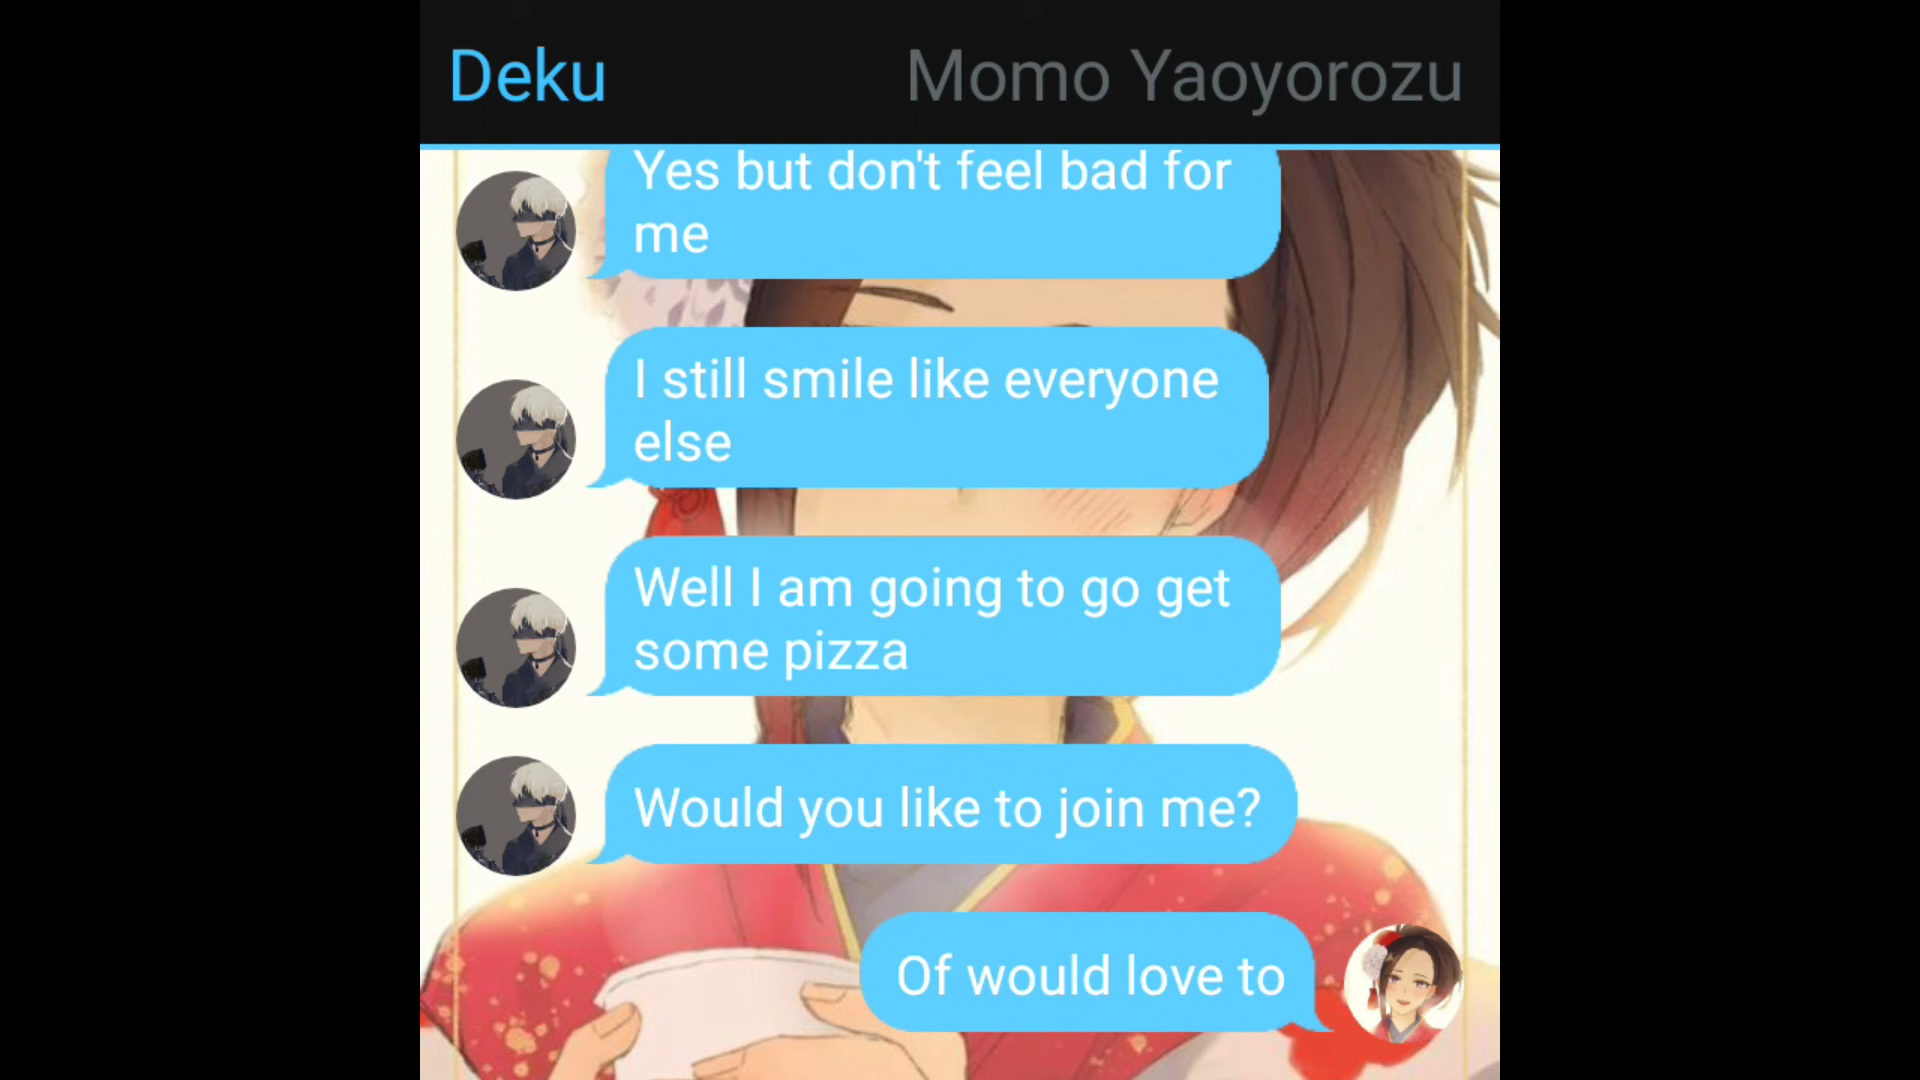 Deku Momo Yaoyorozu
Yes but don't feel bad for
me
I still smile like everyone
else
Well I am going to go get
some pizza
Would you like to join me?
Of would love to